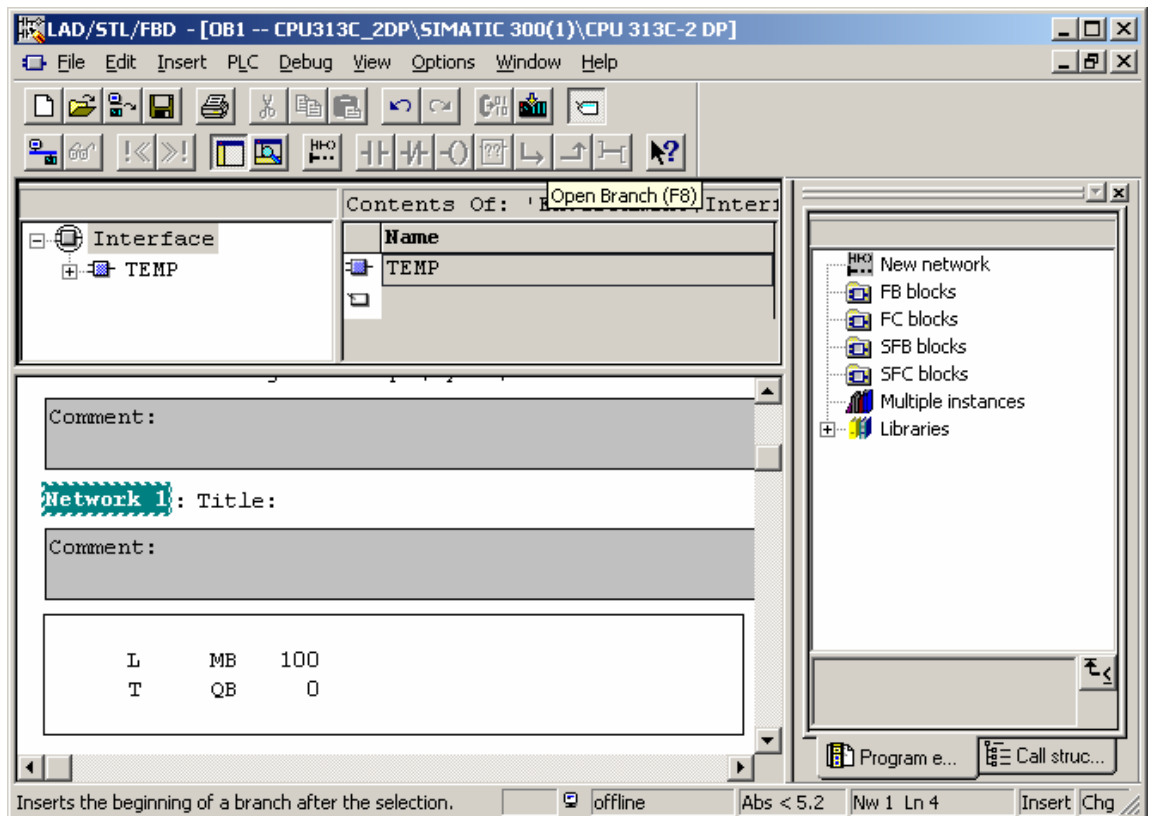 LAD/STL/FBD - [OB1 -- CPU313C_2DP\SIMATIC 300(1)\CPU 313C-2 DP]
File Edit Insert PLC Debug View Options Window Help
Open Branch (F8)
Contents Of: Inter
Interface
TEMP
Name
TEMP
New network
FB blocks
FC blocks
SFB blocks
SFC blocks
Multiple instances
Libraries
Comment:
Network 1: Title:
Comment:
L MB 100
T QB 0
Program e... Call struc...
Inserts the beginning of a branch after the selection. offline Abs < 5.2 Nw 1 Ln 4 Insert Chg